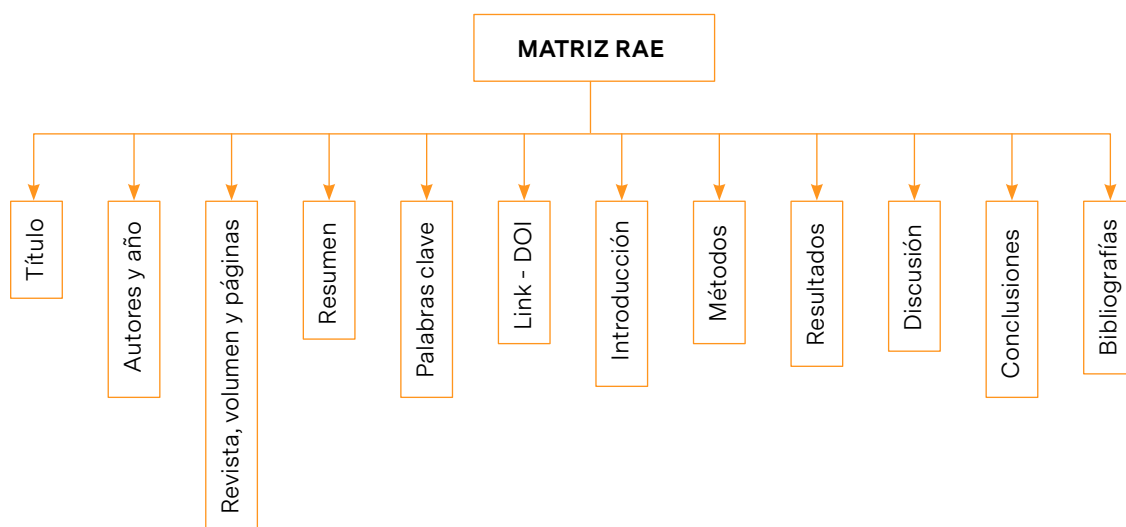 MATRIZ RAE
Título
Autores y año
Revista, volumen y páginas
Resumen
Palabras clave
Link - DOI
Introducción
Métodos
Resultados
Discusión
Conclusiones
Bibliografías